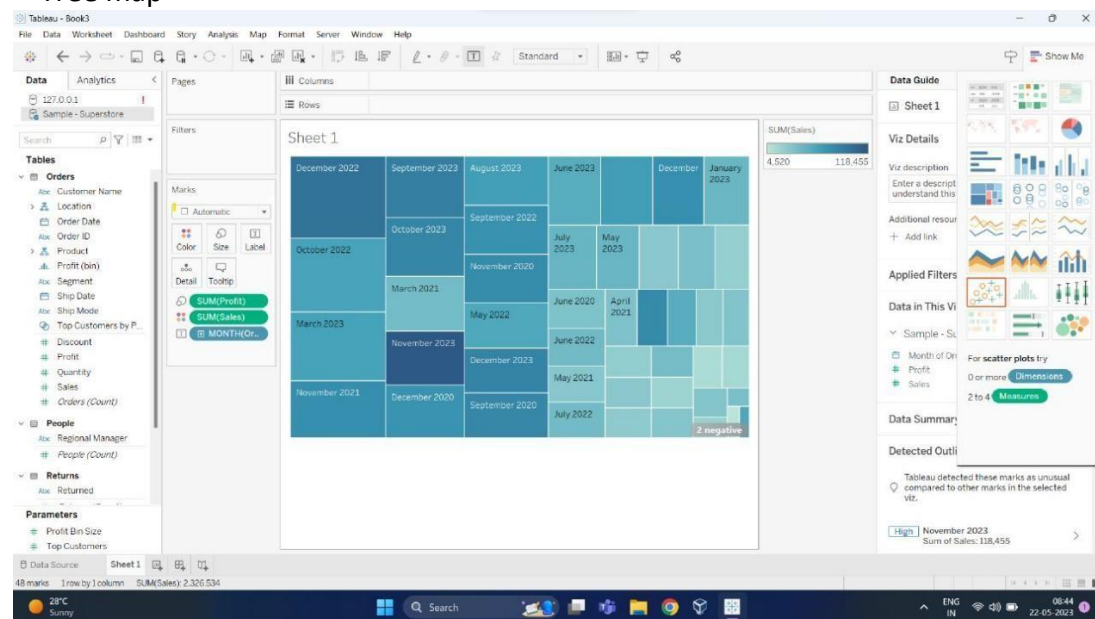 Tree Map
Tableau - Book3
File Data Worksheet Dashboard Story Analysis Map Format Server Window Help
Standard
Show Me
Data Analytics
127.0.0.1 !
Sample - Superstore
Search
Tables
Orders
Abc Customer Name
Location
Order Date
Abc Order ID
Product
Profit (bin)
Abc Segment
Ship Date
Abc Ship Mode
Top Customers by P...
# Discount
# Profit
# Quantity
# Sales
# Orders (Count)
People
Abc Regional Manager
# People (Count)
Returns
Abc Returned
Parameters
# Profit Bin Size
# Top Customers
Pages
Filters
Marks
Automatic
Color Size Label
Detail Tooltip
SUM(Profit)
SUM(Sales)
MONTH(Or..
Columns
Rows
Sheet 1
December 2022
September 2023
August 2023
June 2023
December
January
2023
September 2022
October 2023
October 2022
July
2023
May
2023
November 2020
March 2021
June 2020
April
2021
May 2022
March 2023
November 2023
June 2022
December 2023
May 2021
November 2021
December 2020
September 2020
July 2022
2 negative
SUM(Sales)
4,520 118,455
Data Guide
Sheet 1
Viz Details
Viz description
Enter a descript
understand this
Additional resour
+ Add link
Applied Filters
Data in This Vi
Sample - Su
Month of Or
# Profit
# Sales
Data Summary
Detected Outli
Tableau detected these marks as unusual
compared to other marks in the selected
viz.
High November 2023
Sum of Sales: 118,455
For scatter plots try
0 or more Dimensions
2 to 4 Measures
Data Source Sheet 1
48 marks 1 row by 1 column SUM(Sales): 2,326,534
28°C
Sunny
Search
ENG
IN
08:44
22-05-2023
1